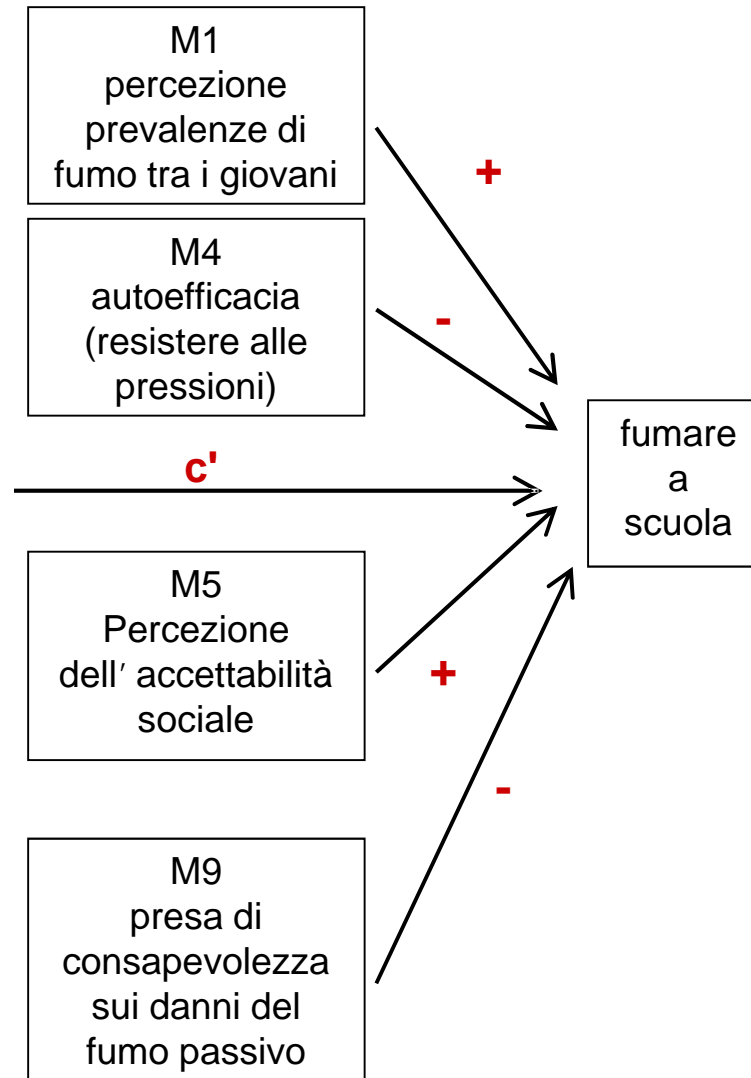 M1
percezione
prevalenze di
fumo tra i giovani
+
M4
autoefficacia
(resistere alle
pressioni)
-
c'
fumare
a
scuola
M5
Percezione
dell’ accettabilità
sociale
+
-
M9
presa di
consapevolezza
sui danni del
fumo passivo